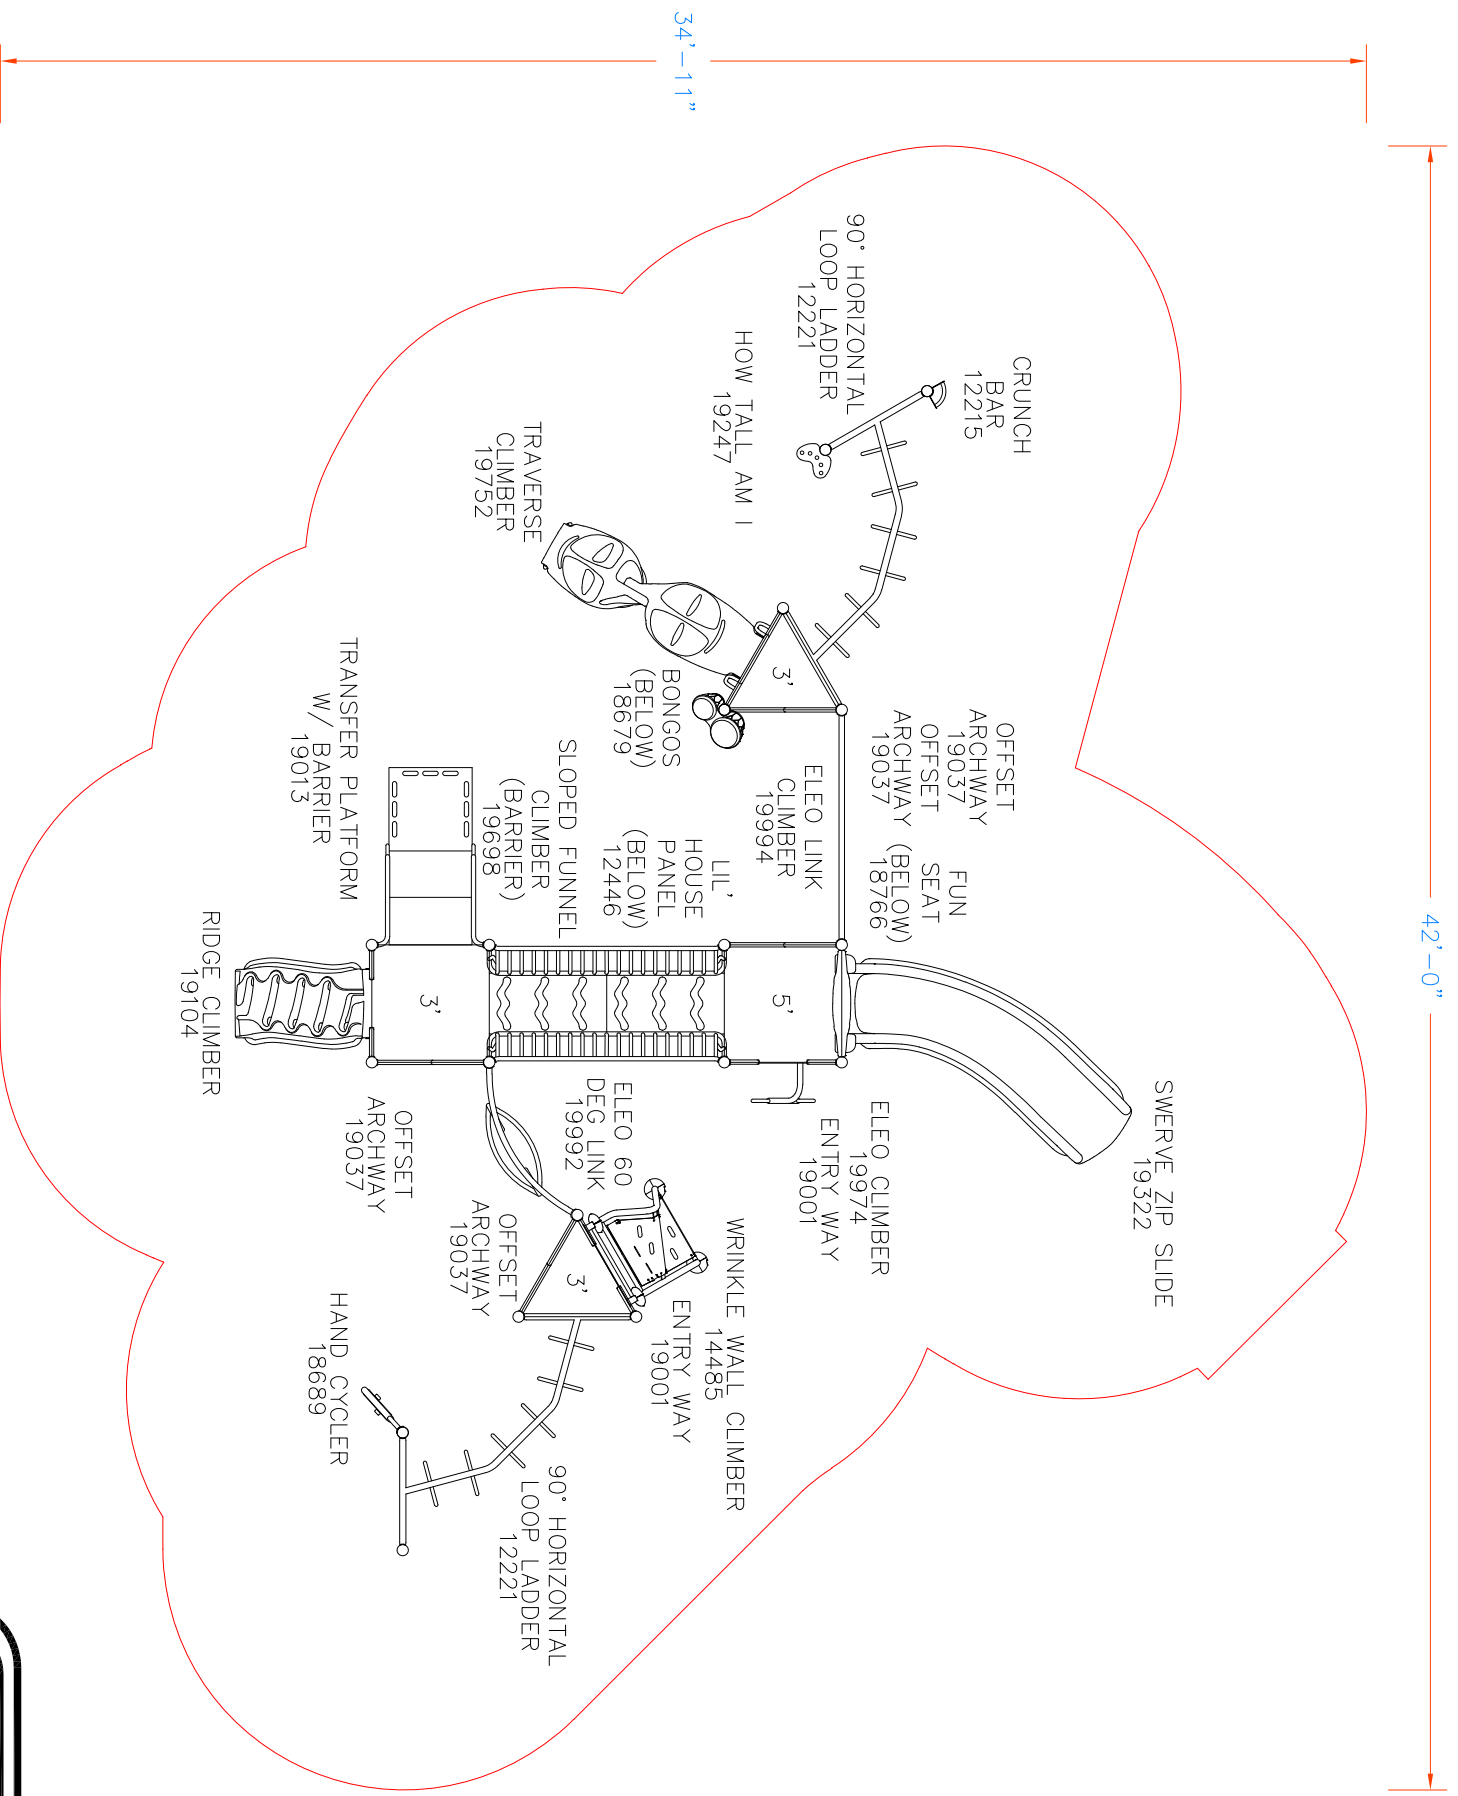 42'-0"
34'-11"
SWERVE ZIP SLIDE
19322
CRUNCH
BAR
12215
90° HORIZONTAL
LOOP LADDER
12221
HOW TALL AM I
19247
TRAVERSE
CLIMBER
19752
OFFSET
ARCHWAY
19037
OFFSET
ARCHWAY
19037
FUN
SEAT
(BELOW)
18766
ELEO LINK
CLIMBER
19994
3'
BONGOS
(BELOW)
18679
LIL'
HOUSE
PANEL
(BELOW)
12446
SLOPED FUNNEL
CLIMBER
(BARRIER)
19698
5'
ELEO CLIMBER
19974
ENTRY WAY
19001
WRINKLE WALL CLIMBER
14485
ENTRY WAY
19001
ELEO 60
DEG LINK
19992
3'
3'
OFFSET
ARCHWAY
19037
OFFSET
ARCHWAY
19037
90° HORIZONTAL
LOOP LADDER
12221
TRANSFER PLATFORM
W/ BARRIER
19013
RIDGE CLIMBER
19104
HAND CYCLER
18689